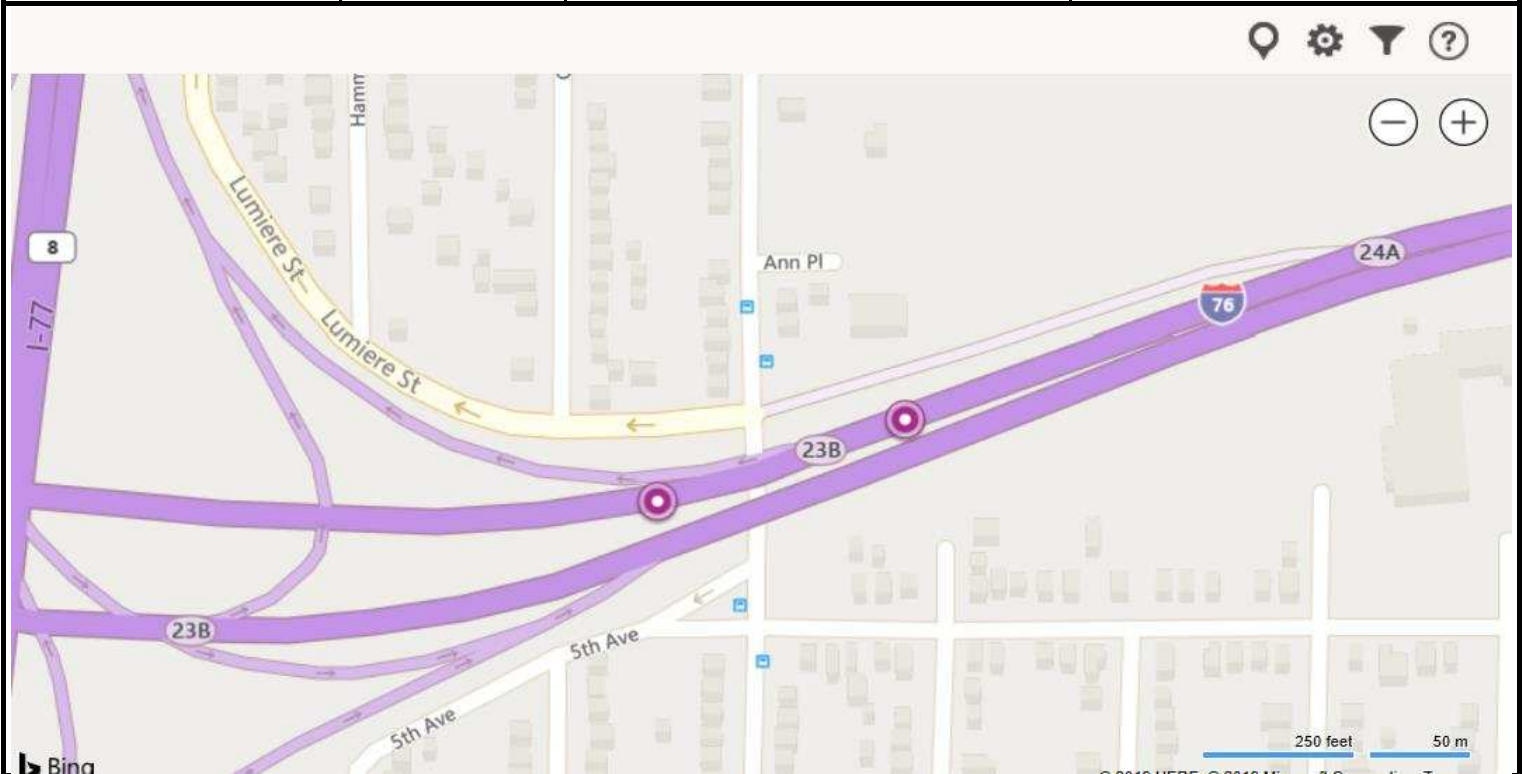 ?
Hamm
Lumiere St
8
Ann Pl
24A
76
I-77
Lumiere St
23B
23B
5th Ave
5th Ave
250 feet
50 m
Bing